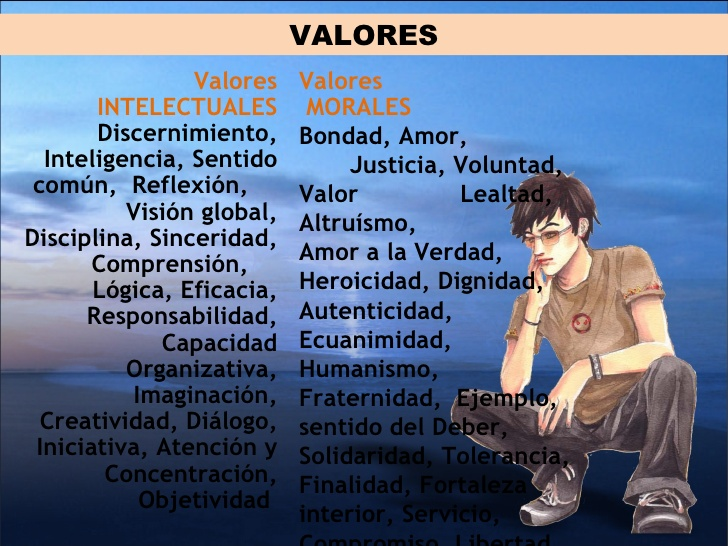 VALORES
Valores
INTELECTUALES
Discernimiento,
Inteligencia, Sentido
común, Reflexión,
Visión global,
Disciplina, Sinceridad,
Comprensión,
Lógica, Eficacia,
Responsabilidad,
Capacidad
Organizativa,
Imaginación,
Creatividad, Diálogo,
Iniciativa, Atención y
Concentración,
Objetividad
Valores
MORALES
Bondad, Amor,
Justicia, Voluntad,
Valor Lealtad,
Altruísmo,
Amor a la Verdad,
Heroicidad, Dignidad,
Autenticidad,
Ecuanimidad,
Humanismo,
Fraternidad, Ejemplo,
sentido del Deber,
Solidaridad, Tolerancia,
Finalidad, Fortaleza
interior, Servicio,
Compromiso, Libertad